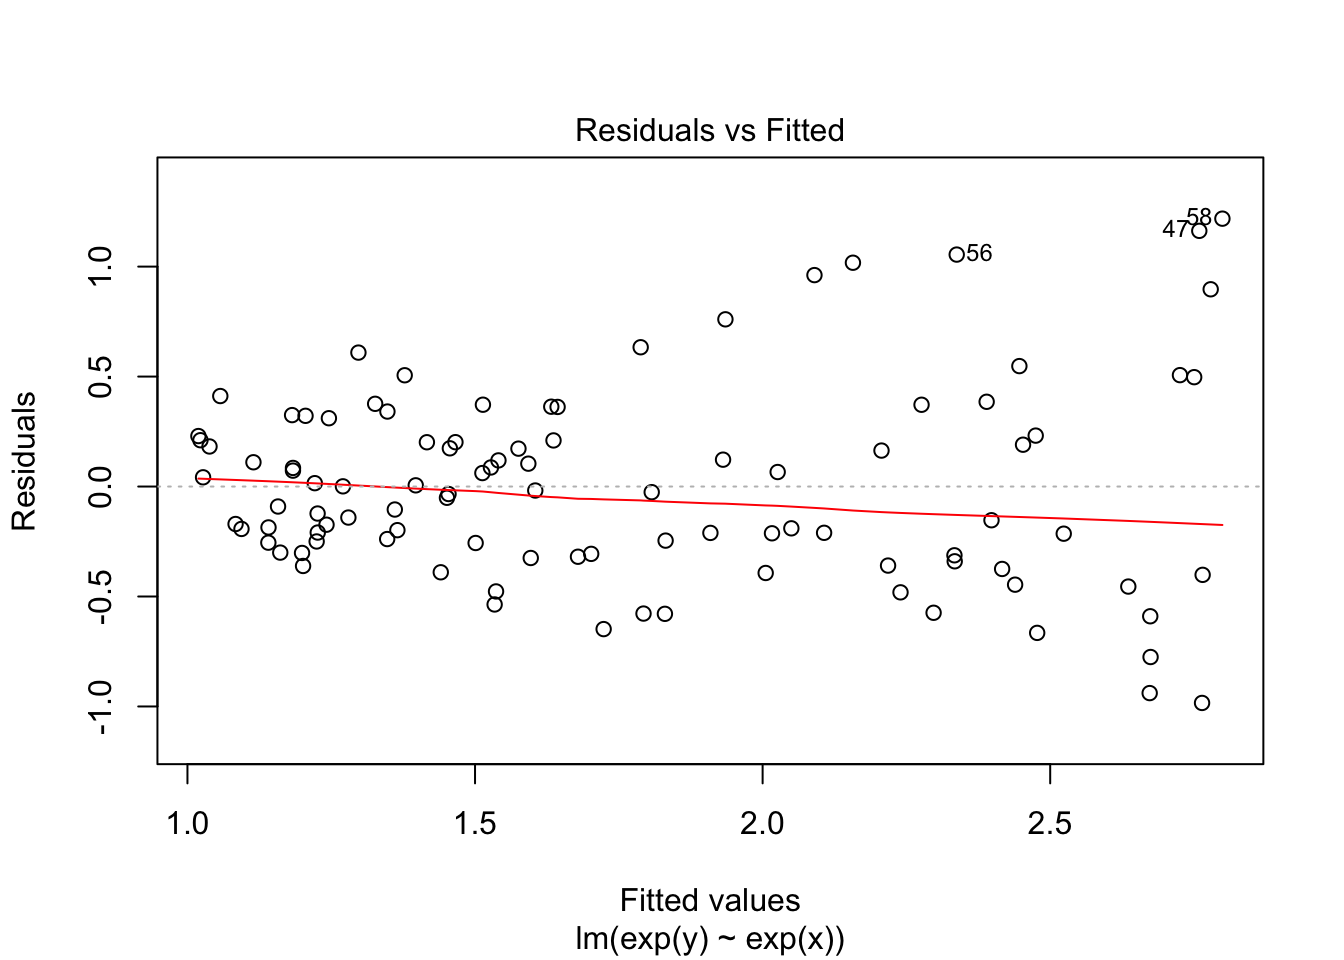 Residuals vs Fitted
58
47
56
Residuals
1.0
0.5
0.0
-0.5
-1.0
1.0 1.5 2.0 2.5
Fitted values
lm(exp(y) ~ exp(x))